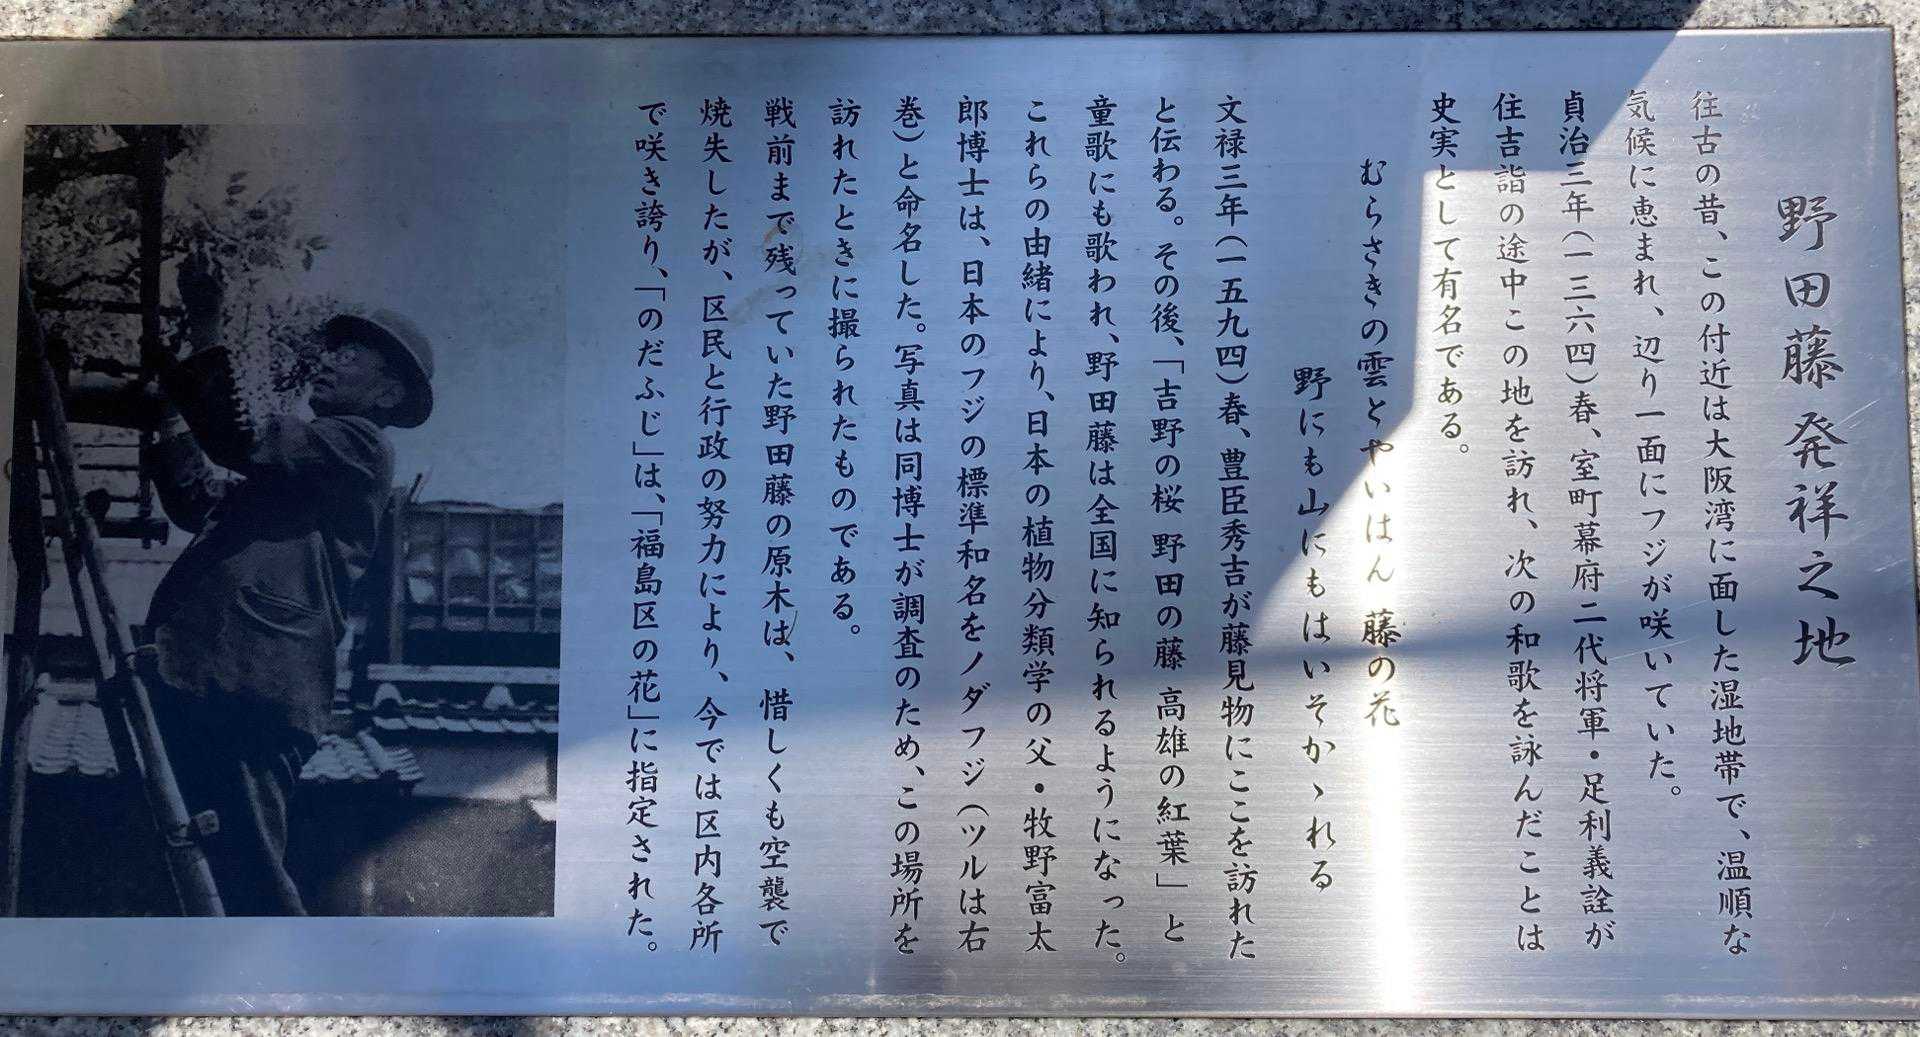 野田藤発祥之地
往古の昔、この付近は大阪湾に面した湿地帯で、温順な
気候に恵まれ、辺り一面にフジが咲いていた。
貞治三年(一三六四)春、室町幕府二代将軍・足利義詮が
住吉詣の途中この地を訪れ、次の和歌を詠んだことは
史実として有名である。
むらさきの雲とやいはん 藤の花
野にも山にもはいそかゝれる
文禄三年(一五九四)春、豊臣秀吉が藤見物にここを訪れた
と伝わる。その後、「吉野の桜 野田の藤 高雄の紅葉」と
童歌にも歌われ、野田藤は全国に知られるようになった。
これらの由緒により、日本の植物分類学の父・牧野富太
郎博士は、日本のフジの標準和名をノダフジ(ツルは右
巻)と命名した。写真は同博士が調査のため、この場所を
訪れたときに撮られたものである。
戦前まで残っていた野田藤の原木は、惜しくも空襲で
焼失したが、区民と行政の努力により、今では区内各所
で咲き誇り、「のだふじ」は、「福島区の花」に指定された。